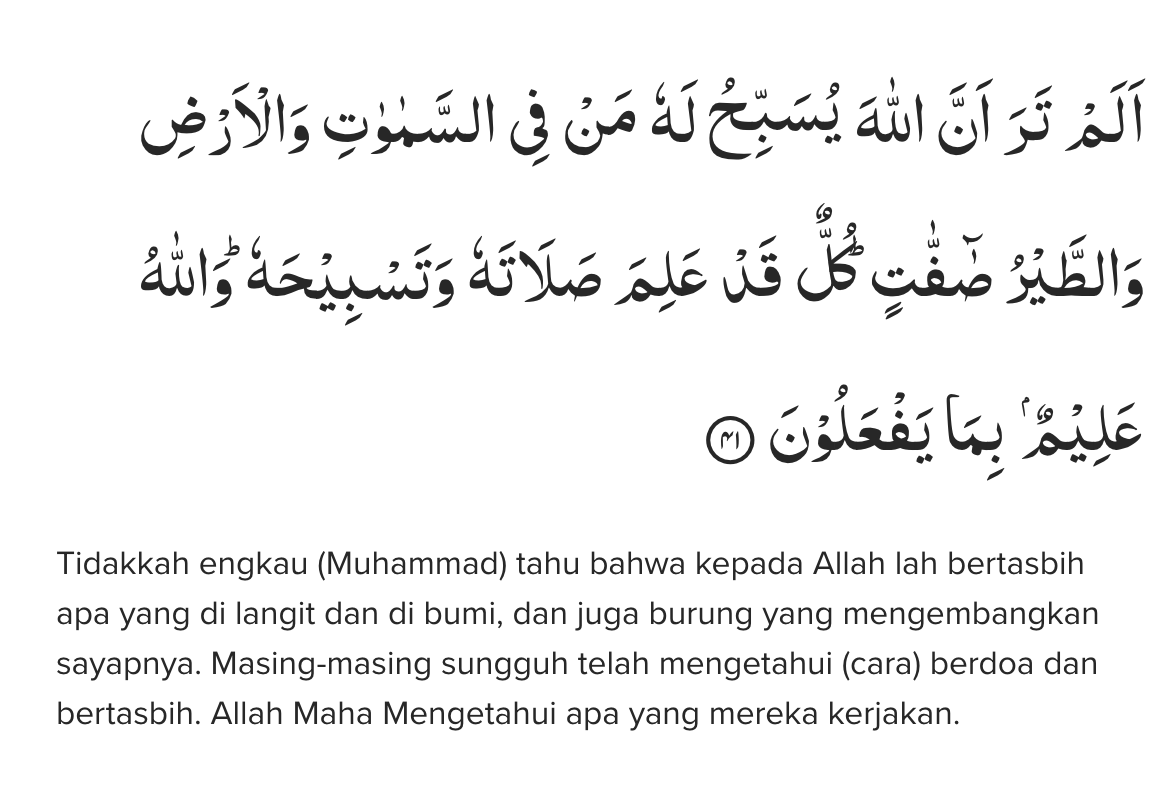 اَلَمْ تَرَ اَنَّ اللّٰهَ يُسَبِّحُ لَهٗ مَنْ فِى السَّمٰوٰتِ وَالْاَرْضِ
وَالطَّيْرُ صٰۤفّٰتٍۗ كُلٌّ قَدْ عَلِمَ صَلَاتَهٗ وَتَسْبِيْحَهٗۗ وَاللّٰهُ
عَلِيْمٌۢ بِمَا يَفْعَلُوْنَ ٤١
Tidakkah engkau (Muhammad) tahu bahwa kepada Allah lah bertasbih
apa yang di langit dan di bumi, dan juga burung yang mengembangkan
sayapnya. Masing-masing sungguh telah mengetahui (cara) berdoa dan
bertasbih. Allah Maha Mengetahui apa yang mereka kerjakan.